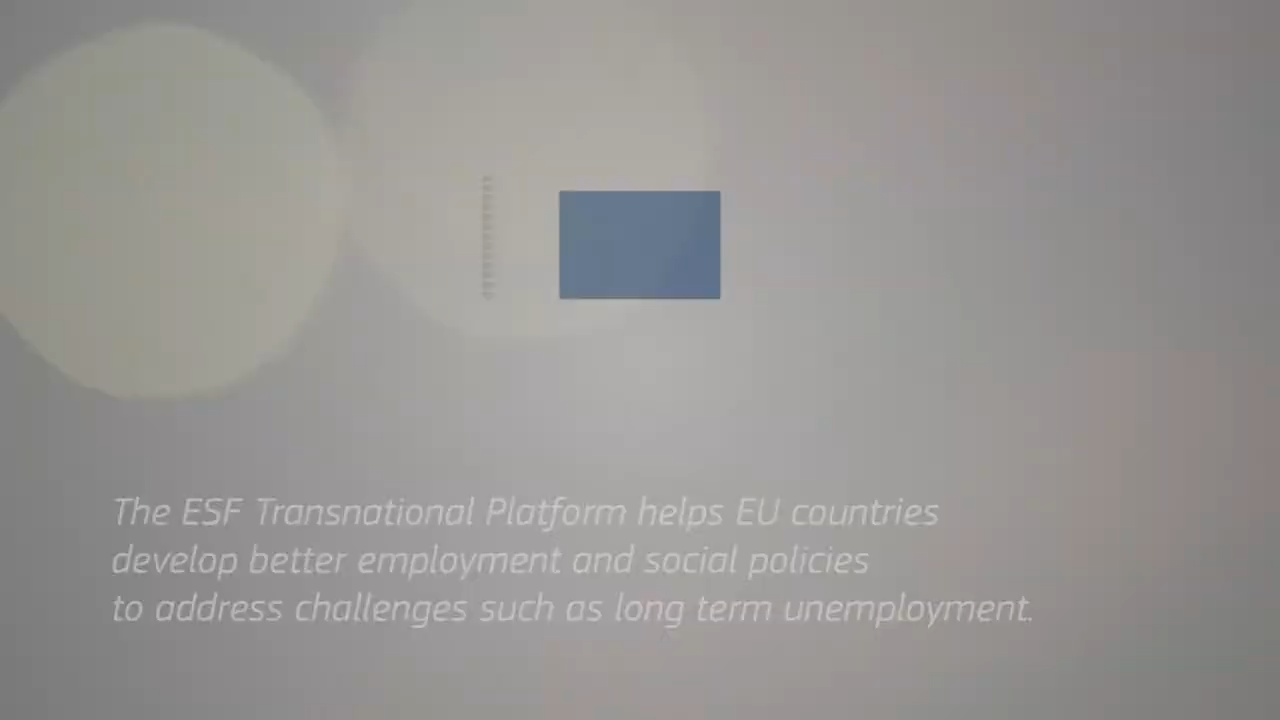 The ESF Transnational Platform helps EU countries
develop better employment and social policies
to address challenges such as long term unemployment.